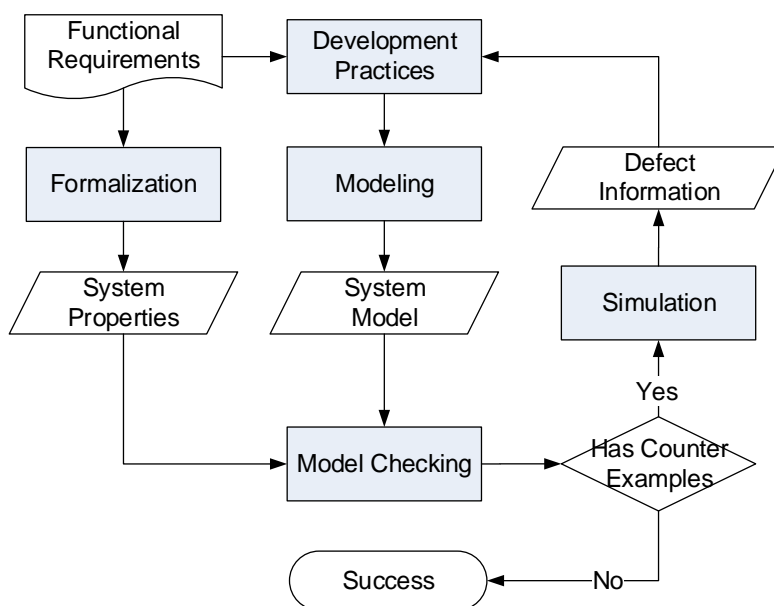 Functional
Requirements
Development
Practices
Formalization
Modeling
Defect
Information
System
Properties
System
Model
Simulation
Yes
Model Checking
Has Counter
Examples
Success
No